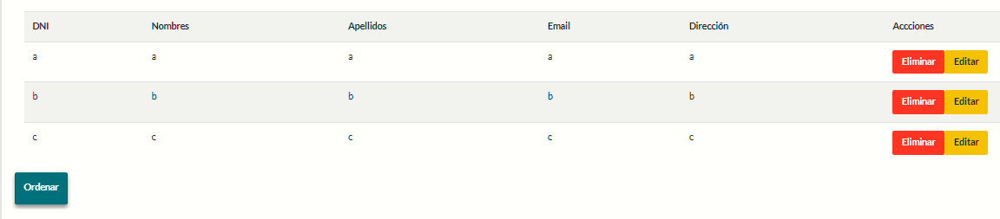 DNI Nombres Apellidos Email Dirección Accciones
a a a a a Eliminar Editar
b b b b b Eliminar Editar
c c c c c Eliminar Editar
Ordenar